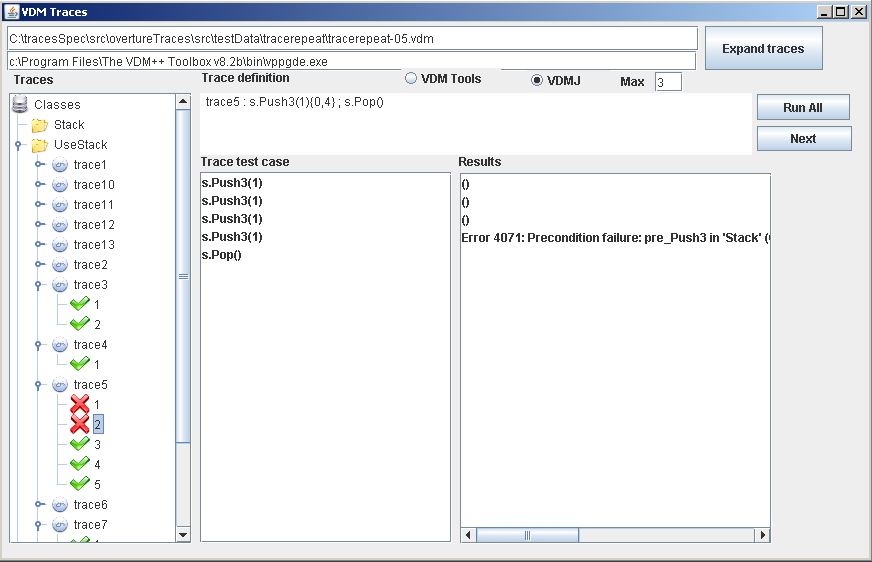 VDM Traces
C:\tracesSpec\src\overtureTraces\src\testData\tracerepeat\tracerepeat-05.vdm
Expand traces
c:\Program Files\The VDM++ Toolbox v8.2b\bin\vppgde.exe
Traces
Trace definition
VDM Tools
VDMJ
Max
3
Classes
Stack
UseStack
trace1
trace10
trace11
trace12
trace13
trace2
trace3
1
2
trace4
1
trace5
1
2
3
4
5
trace6
trace7
trace5 : s.Push3(1){0,4} ; s.Pop()
Run All
Next
Trace test case
s.Push3(1)
s.Push3(1)
s.Push3(1)
s.Push3(1)
s.Pop()
Results
()
()
()
Error 4071: Precondition failure: pre_Push3 in 'Stack' (